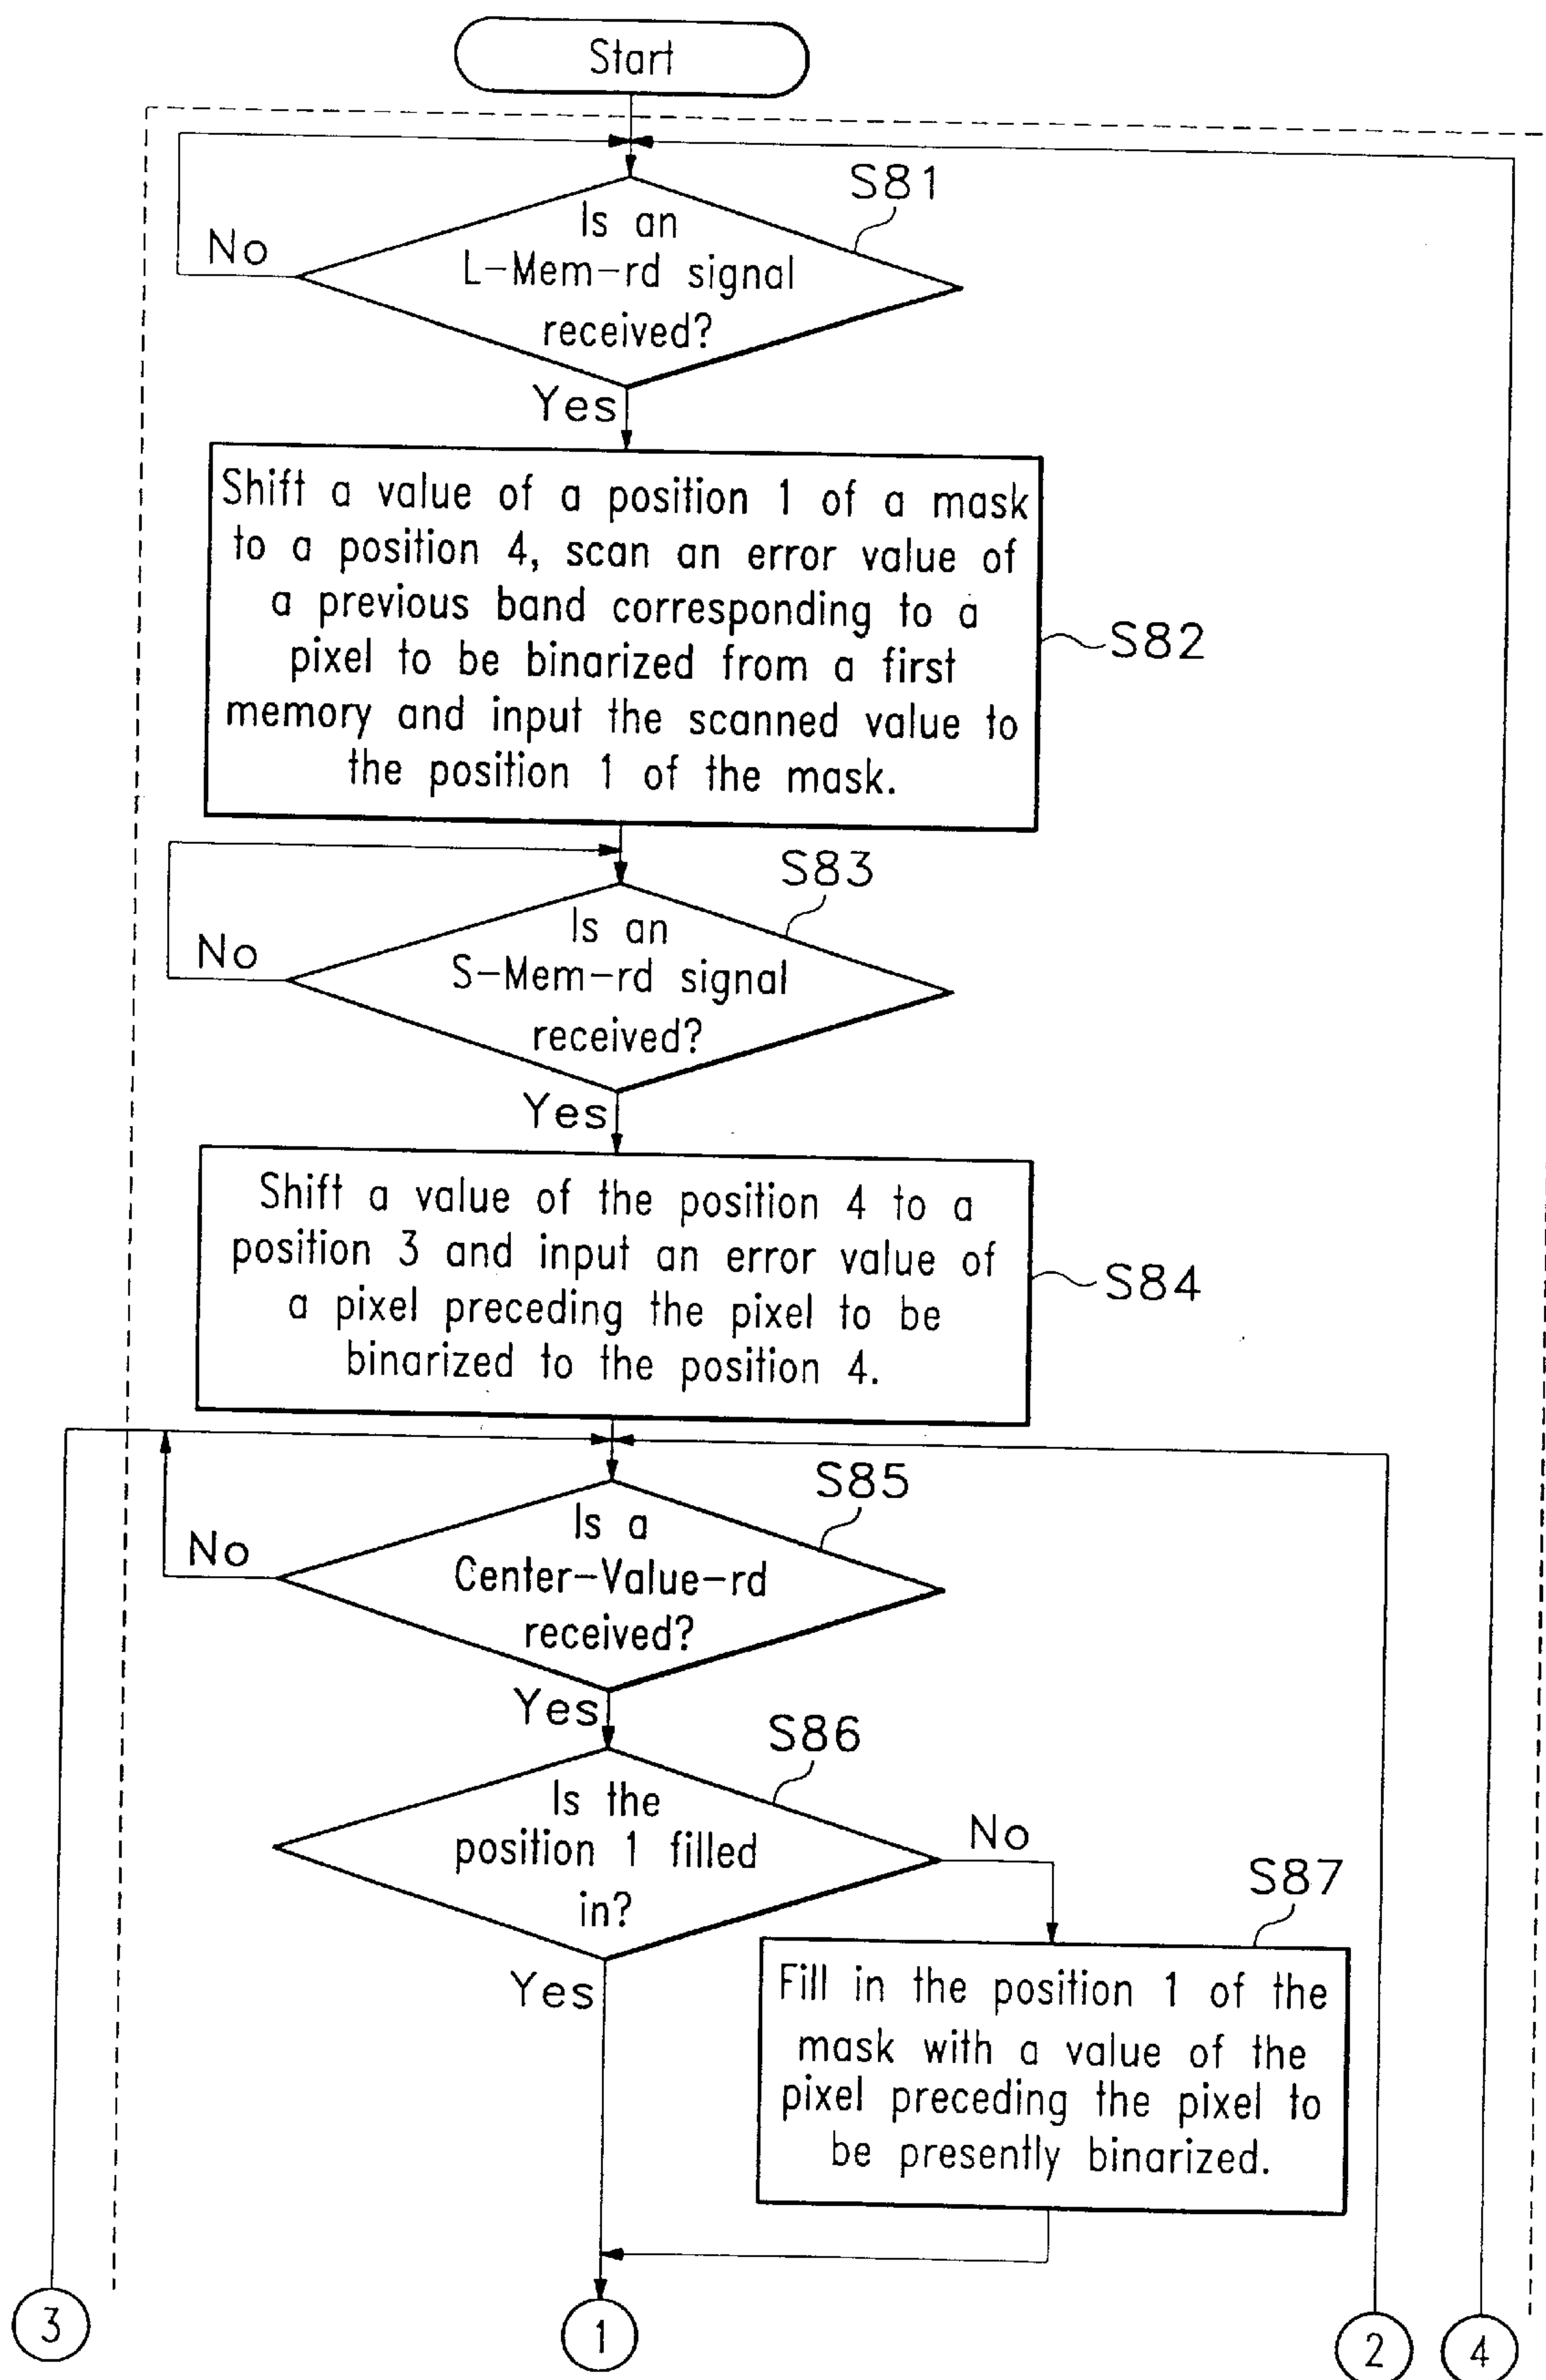 Start
S81
Is an
L-Mem-rd signal
received?
No
Yes
Shift a value of a position 1 of a mask
to a position 4, scan an error value of
a previous band corresponding to a
pixel to be binarized from a first
memory and input the scanned value to
the position 1 of the mask.
S82
S83
Is an
S-Mem-rd signal
received?
No
Yes
Shift a value of the position 4 to a
position 3 and input an error value of
a pixel preceding the pixel to be
binarized to the position 4.
S84
S85
Is a
Center-Value-rd
received?
No
Yes
S86
Is the
position 1 filled
in?
No
Yes
S87
Fill in the position 1 of the
mask with a value of the
pixel preceding the pixel to
be presently binarized.
3
1
2
4